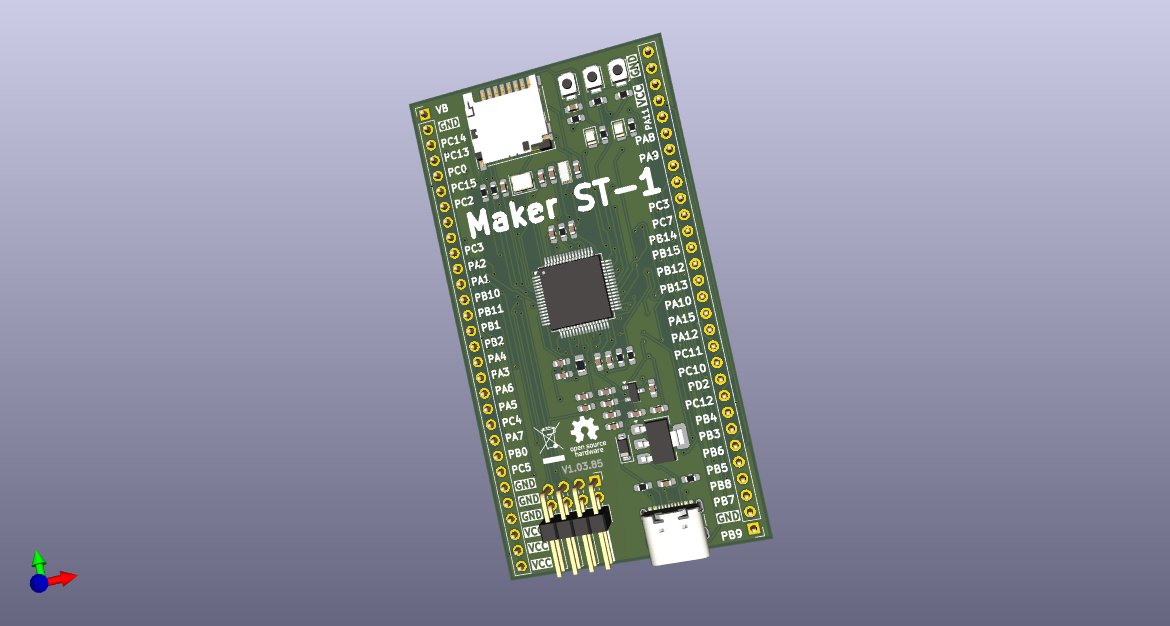 VB
GND
PC14
PC13
PC0
PC15
PC2
PC3
PA2
PA1
PB10
PB11
PB1
PB2
PA4
PA3
PA6
PA5
PC4
PA7
PB0
PC5
GND
GND
GND
VCC
VCC
VCC
Maker ST-1
open source
hardware
V1.03.B5
GND
VCC
PA11
PA8
PA9
PC3
PC7
PB14
PB15
PB12
PB13
PA10
PA15
PA12
PC11
PC10
PD2
PC12
PB4
PB3
PB6
PB5
PB8
PB7
GND
PB9